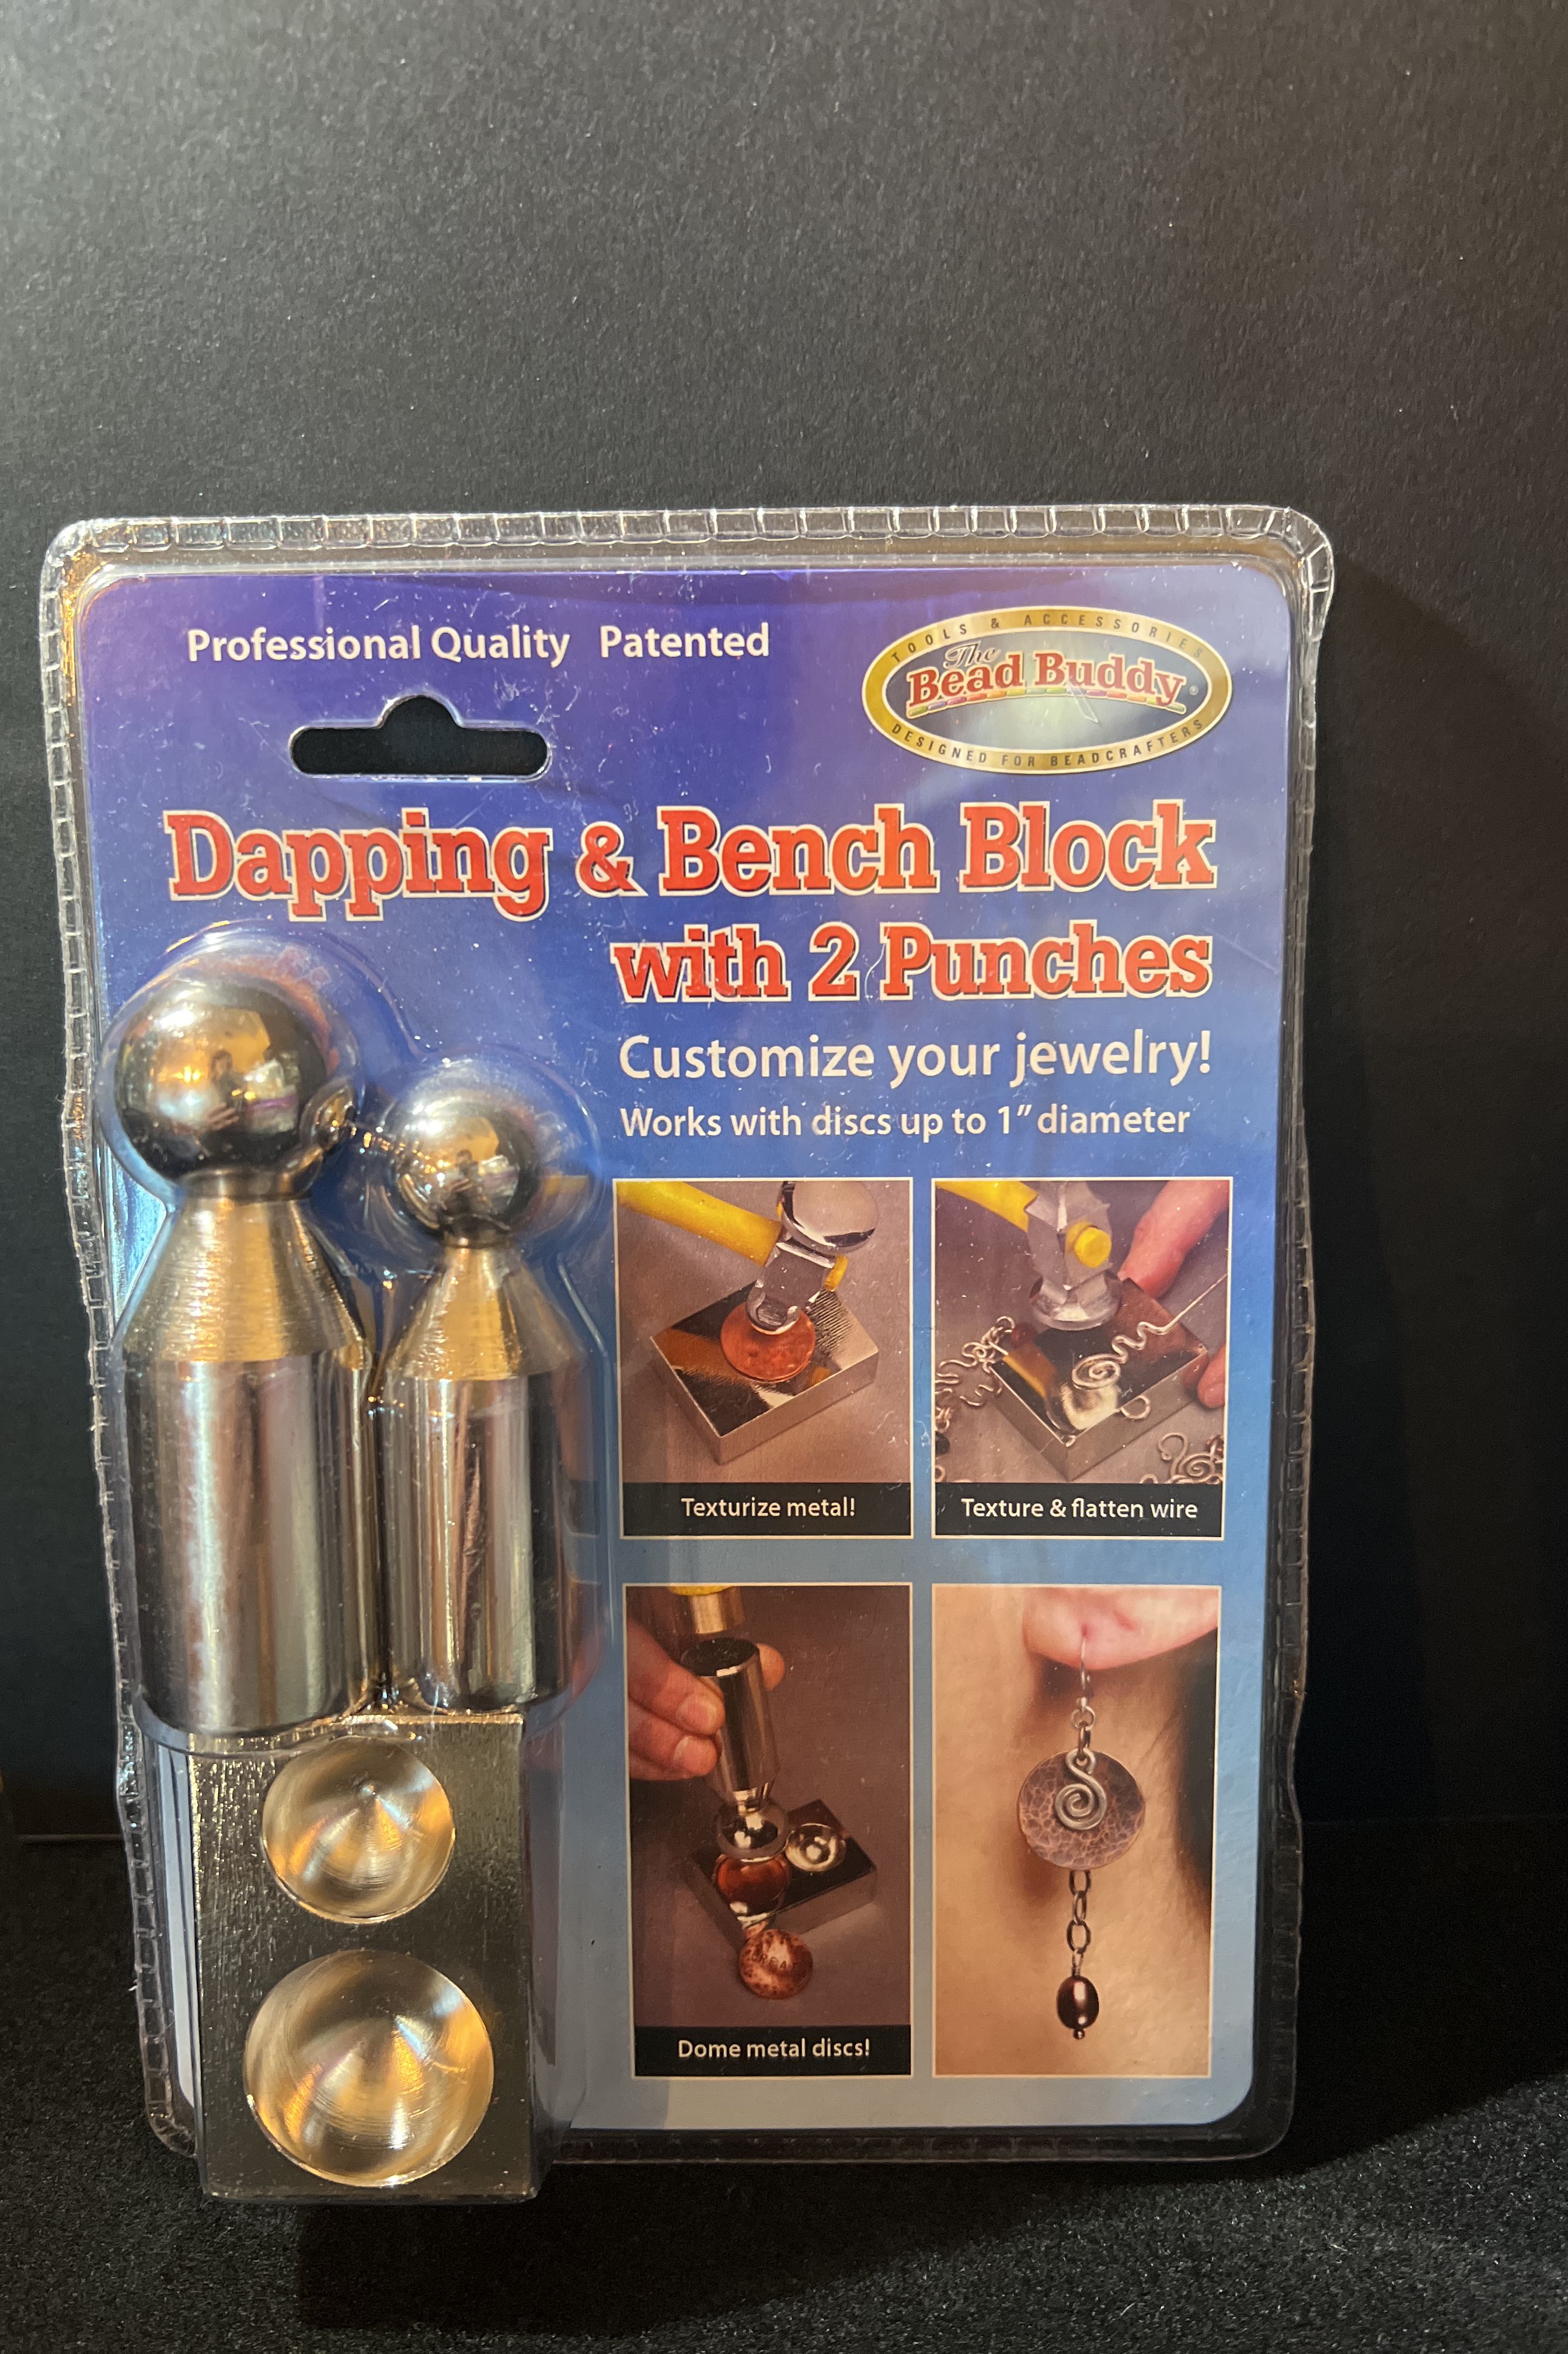 Professional Quality Patented
TOOLS & ACCESSORIES
The
Bead Buddy®
DESIGNED FOR BEADCRAFTERS
Dapping & Bench Block
with 2 Punches
Customize your jewelry!
Works with discs up to 1" diameter
Texturize metal!
Texture & flatten wire
Dome metal discs!